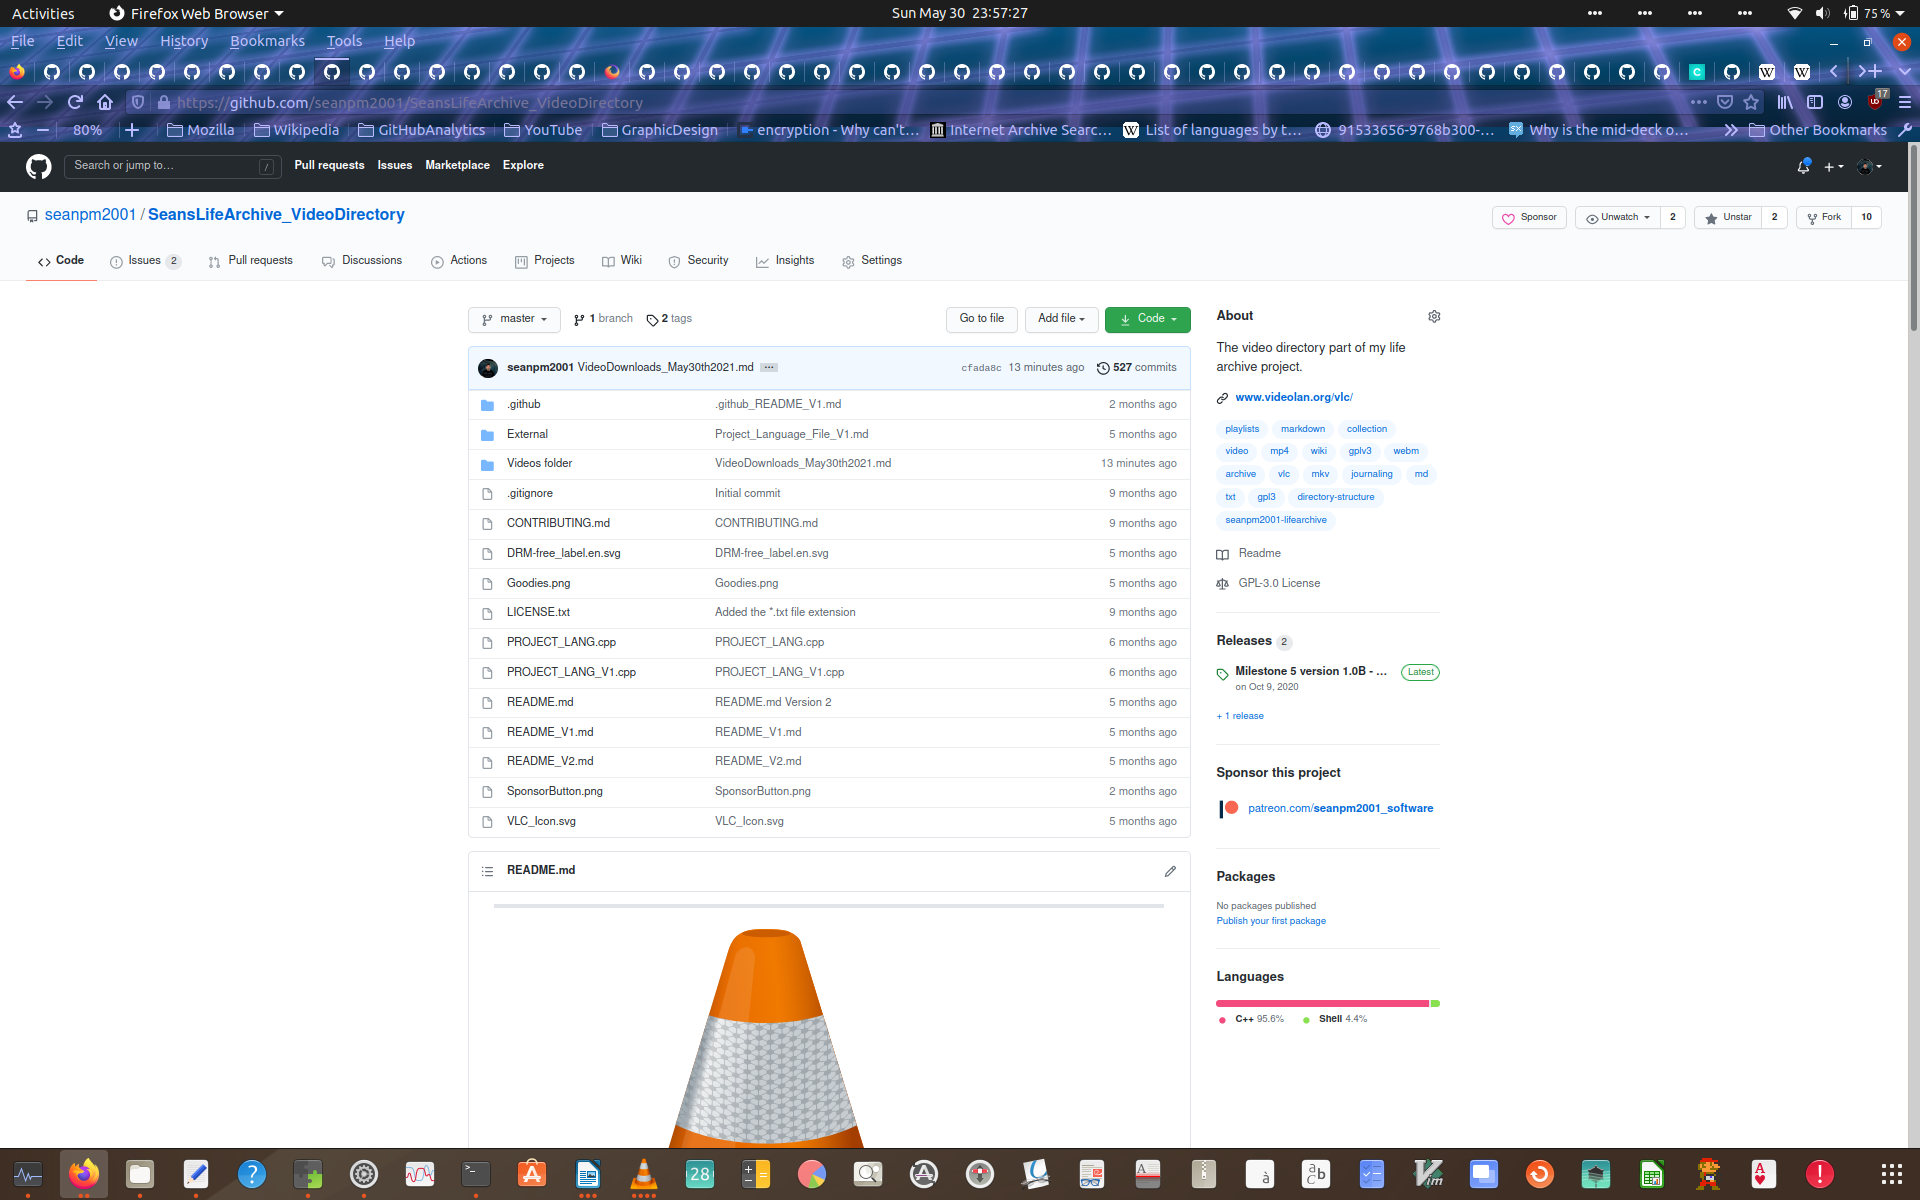 Activities Firefox Web Browser Sun May 30 23:57:27 75 %
File Edit View History Bookmarks Tools Help
https://github.com/seanpm2001/SeansLifeArchive_VideoDirectory 17
80% Mozilla Wikipedia GitHubAnalytics YouTube GraphicDesign encryption - Why can't… Internet Archive Searc… List of languages by t… 91533656-9768b300-… Why is the mid-deck o… Other Bookmarks
Search or jump to… / Pull requests Issues Marketplace Explore
seanpm2001 / SeansLifeArchive_VideoDirectory Sponsor Unwatch 2 Unstar 2 Fork 10
Code Issues 2 Pull requests Discussions Actions Projects Wiki Security Insights Settings
master 1 branch 2 tags Go to file Add file Code
seanpm2001 VideoDownloads_May30th2021.md … cfada8c 13 minutes ago 527 commits
.github .github_README_V1.md 2 months ago
External Project_Language_File_V1.md 5 months ago
Videos folder VideoDownloads_May30th2021.md 13 minutes ago
.gitignore Initial commit 9 months ago
CONTRIBUTING.md CONTRIBUTING.md 9 months ago
DRM-free_label.en.svg DRM-free_label.en.svg 5 months ago
Goodies.png Goodies.png 5 months ago
LICENSE.txt Added the *.txt file extension 9 months ago
PROJECT_LANG.cpp PROJECT_LANG.cpp 6 months ago
PROJECT_LANG_V1.cpp PROJECT_LANG_V1.cpp 6 months ago
README.md README.md Version 2 5 months ago
README_V1.md README_V1.md 5 months ago
README_V2.md README_V2.md 5 months ago
SponsorButton.png SponsorButton.png 2 months ago
VLC_Icon.svg VLC_Icon.svg 5 months ago
README.md
About
The video directory part of my life
archive project.
www.videolan.org/vlc/
playlists markdown collection
video mp4 wiki gplv3 webm
archive vlc mkv journaling md
txt gpl3 directory-structure
seanpm2001-lifearchive
Readme
GPL-3.0 License
Releases 2
Milestone 5 version 1.0B - … Latest
on Oct 9, 2020
+ 1 release
Sponsor this project
patreon.com/seanpm2001_software
Packages
No packages published
Publish your first package
Languages
C++ 95.6% Shell 4.4%
28